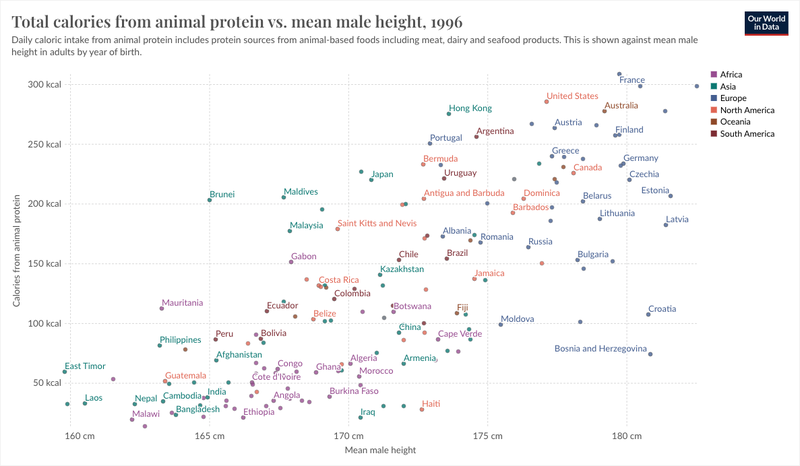 Total calories from animal protein vs. mean male height, 1996
Our World
in Data
Daily caloric intake from animal protein includes protein sources from animal-based foods including meat, dairy and seafood products. This is shown against mean male
height in adults by year of birth.
Calories from animal protein
300 kcal
250 kcal
200 kcal
150 kcal
100 kcal
50 kcal
France
United States
Australia
Hong Kong
Austria
Finland
Argentina
Portugal
Greece
Germany
Bermuda
Canada
Uruguay
Czechia
Japan
Estonia
Brunei
Maldives
Antigua and Barbuda
Dominica
Belarus
Barbados
Lithuania
Latvia
Malaysia
Saint Kitts and Nevis
Albania
Romania
Russia
Gabon
Chile
Brazil
Bulgaria
Kazakhstan
Jamaica
Costa Rica
Colombia
Mauritania
Ecuador
Botswana
Belize
Fiji
Croatia
Moldova
China
Peru
Bolivia
Cape Verde
Philippines
Bosnia and Herzegovina
Afghanistan
Algeria
Armenia
East Timor
Congo
Ghana
Morocco
Guatemala
Cote d'Ivoire
Burkina Faso
Laos
Nepal
Cambodia
India
Angola
Malawi
Bangladesh
Ethiopia
Iraq
Haiti
160 cm
165 cm
170 cm
175 cm
180 cm
Mean male height
Africa
Asia
Europe
North America
Oceania
South America